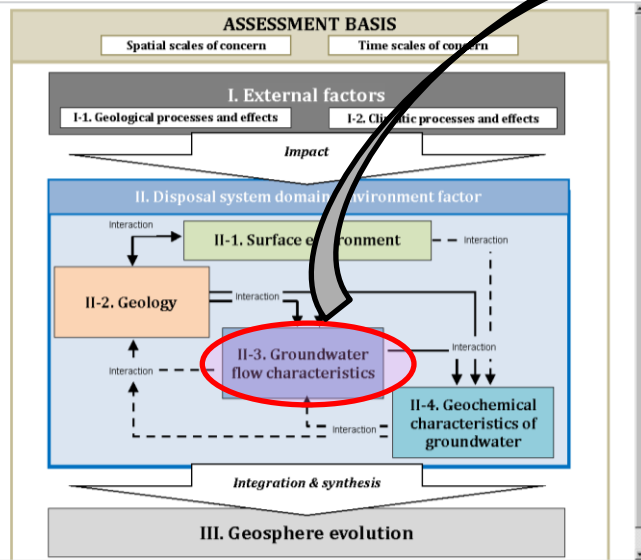 ASSESSMENT BASIS
Spatial scales of concern
Time scales of concern
I. External factors
I-1. Geological processes and effects
I-2. Climatic processes and effects
Impact
II. Disposal system domain environment factor
Interaction
II-1. Surface environment
Interaction
II-2. Geology
Interaction
II-3. Groundwater
flow characteristics
Interaction
Interaction
II-4. Geochemical
characteristics of
groundwater
Interaction
Integration & synthesis
III. Geosphere evolution